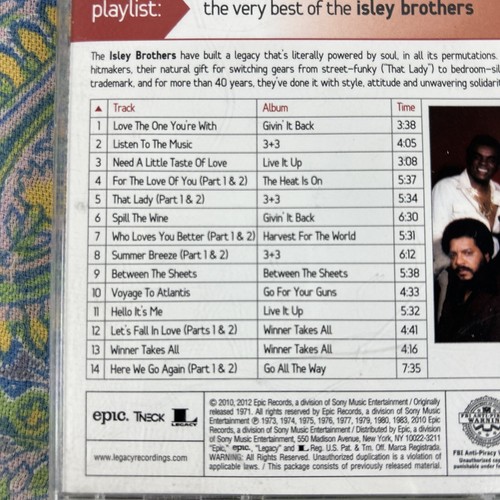 playlist: the very best of the isley brothers
The Isley Brothers have built a legacy that's literally powered by soul, in all its permutations.
hitmakers, their natural gift for switching gears from street-funky ("That Lady") to bedroom-sil
trademark, and for more than 40 years, they've done it with style, attitude and unwavering solidarit
▲ Track Album Time
1 Love The One You're With Givin' It Back 3:38
2 Listen To The Music 3+3 4:05
3 Need A Little Taste Of Love Live It Up 3:08
4 For The Love Of You (Part 1 & 2) The Heat Is On 5:37
5 That Lady (Part 1 & 2) 3+3 5:34
6 Spill The Wine Givin' It Back 6:30
7 Who Loves You Better (Part 1 & 2) Harvest For The World 5:31
8 Summer Breeze (Part 1 & 2) 3+3 6:12
9 Between The Sheets Between The Sheets 5:38
10 Voyage To Atlantis Go For Your Guns 4:33
11 Hello It's Me Live It Up 5:32
12 Let's Fall In Love (Parts 1 & 2) Winner Takes All 4:41
13 Winner Takes All Winner Takes All 4:16
14 Here We Go Again (Part 1 & 2) Go All The Way 7:35
epic. T-NECK L LEGACY
www.legacyrecordings.com
© 2010, 2012 Epic Records, a division of Sony Music Entertainment / Originally
released 1971. All rights reserved by Epic Records, a division of Sony Music
Entertainment ℗ 1973, 1974, 1975, 1976, 1977, 1979, 1980, 1983, 2010 Epic
Records, a division of Sony Music Entertainment / Distributed by Epic, a division
of Sony Music Entertainment, 550 Madison Avenue, New York, NY 10022-3211
"Epic," epic., "Legacy" and L Reg. U.S. Pat. & Tm. Off. Marca Registrada.
WARNING: All Rights Reserved. Unauthorized duplication is a violation of
applicable laws. / This package consists of previously released material.
FBI Anti-Piracy W
Unauthorized cop
punishable under f